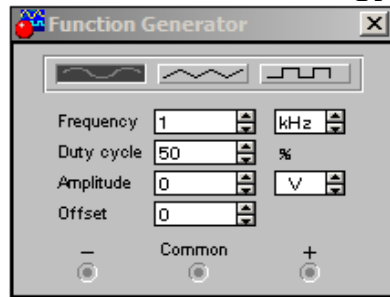 Function Generator
Frequency 1 kHz
Duty cycle 50 %
Amplitude 0 V
Offset 0
− Common +